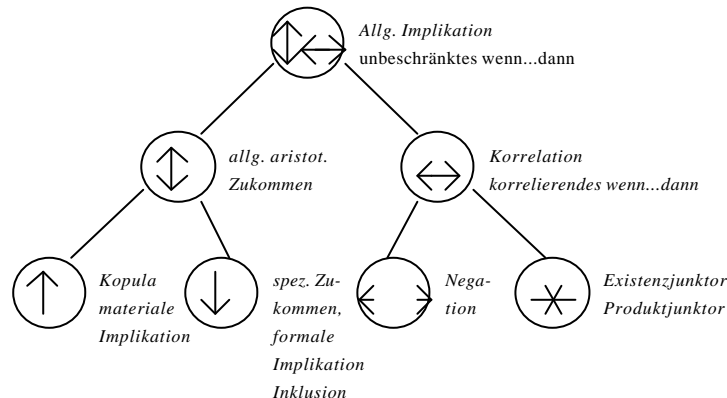 Allg. Implikation
unbeschränktes wenn...dann
allg. aristot.
Zukommen
Korrelation
korrelierendes wenn...dann
Kopula
materiale
Implikation
spez. Zu-
kommen,
formale
Implikation
Inklusion
Nega-
tion
Existenzjunktor
Produktjunktor